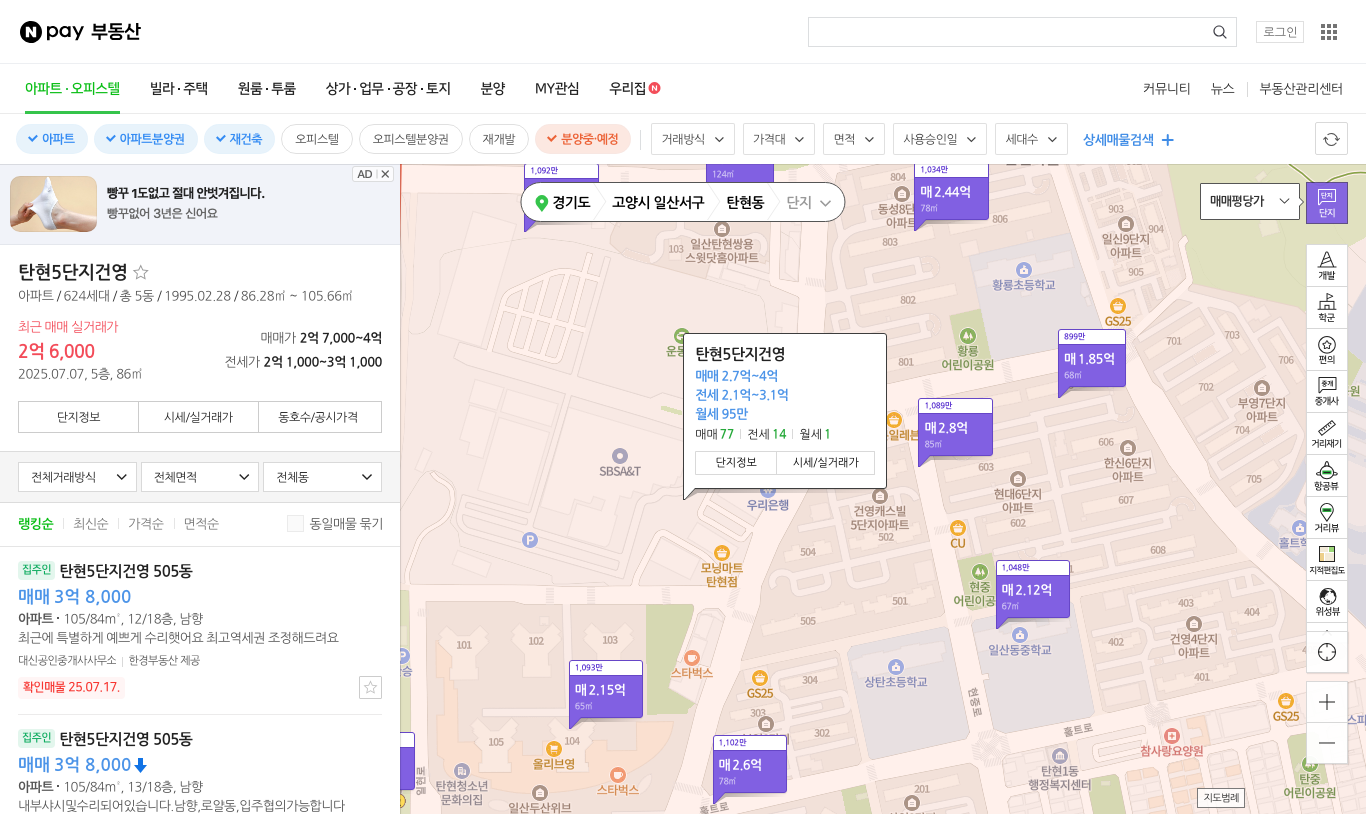 N pay 부동산
로그인
아파트·오피스텔 빌라·주택 원룸·투룸 상가·업무·공장·토지 분양 MY관심 우리집 N 커뮤니티 뉴스 부동산관리센터
아파트 아파트분양권 재건축 오피스텔 오피스텔분양권 재개발 분양중·예정 거래방식 가격대 면적 사용승인일 세대수 상세매물검색
AD
빵꾸 1도없고 절대 안벗겨집니다.
빵꾸없어 3년은 신어요
탄현5단지건영
아파트 / 624세대 / 총 5동 / 1995.02.28 / 86.28㎡ ~ 105.66㎡
최근 매매 실거래가
2억 6,000
2025.07.07, 5층, 86㎡
매매가 2억 7,000~4억
전세가 2억 1,000~3억 1,000
단지정보 시세/실거래가 동호수/공시가격
전체거래방식 전체면적 전체동
랭킹순 최신순 가격순 면적순 동일매물 묶기
집주인 탄현5단지건영 505동
매매 3억 8,000
아파트 · 105/84m², 12/18층, 남향
최근에 특별하게 예쁘게 수리햇어요 최고역세권 조정해드려요
대신공인중개사사무소 한경부동산 제공
확인매물 25.07.17.
집주인 탄현5단지건영 505동
매매 3억 8,000
아파트 · 105/84m², 13/18층, 남향
내부샤시및수리되어있습니다.남향,로얄동,입주협의가능합니다
경기도 고양시 일산서구 탄현동 단지
매매평당가
단지
단지
개발
학군
편의
중개
중개사
거리재기
항공뷰
거리뷰
지적편집도
위성뷰
지도범례
탄현5단지건영
매매 2.7억~4억
전세 2.1억~3.1억
월세 95만
매매 77 전세 14 월세 1
단지정보 시세/실거래가
1,092만
124㎡
1,034만
매2.44억
78㎡
899만
매1.85억
68㎡
1,089만
매2.8억
85㎡
1,048만
매2.12억
67㎡
1,093만
매2.15억
65㎡
1,102만
매2.6억
78㎡
804
동성8단
아파트
803
806
903
904
일신9단지
아파트
905
103
일산탄현쌍용
스윗닷홈아파트
황룡초등학교
802
801
GS25
황룡
어린이공원
701
703
706
702
부영7단지
아파트
704
705
운동
일레븐
603
606
한신6단지
아파트
현대6단지
아파트
602
607
608
SBSA&T
우리은행
건영캐스빌
5단지아파트
502
CU
P
모닝마트
탄현점
504
501
505
현중
어린이공
일산동중학교
403
404
402
401
건영4단지
아파트
홀트학
101
102
103
104
105
스타벅스
GS25
304
303
302
301
상탄초등학교
현중로
홀트로
홀트로
올리브영
스타벅스
탄현청소년
문화의집
일산두산위브
일현로
탄현1동
행정복지센터
참사랑요양원
GS25
탄중
어린이공원
201
203
202